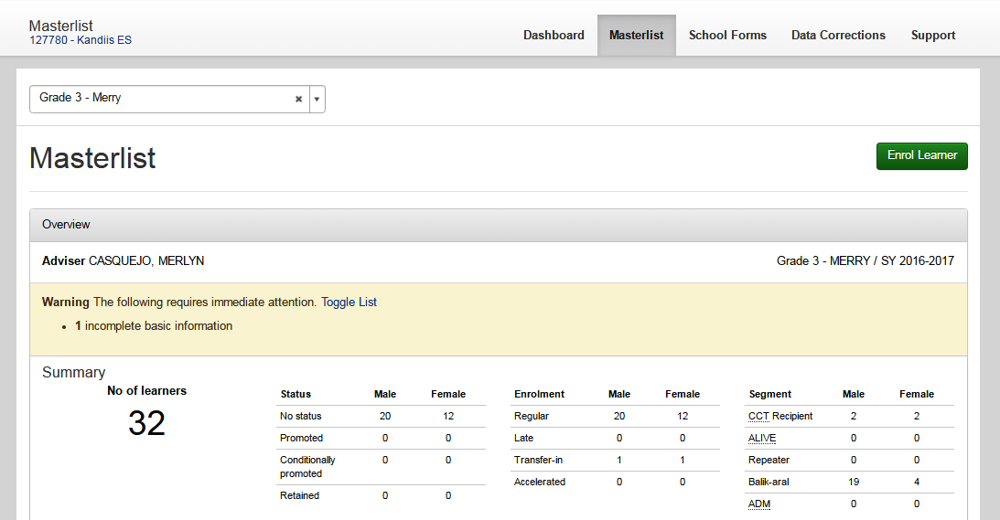 Masterlist
127780 - Kandiis ES
Dashboard Masterlist School Forms Data Corrections Support
Grade 3 - Merry
Masterlist
Enrol Learner
Overview
Adviser CASQUEJO, MERLYN Grade 3 - MERRY / SY 2016-2017
Warning The following requires immediate attention. Toggle List
• 1 incomplete basic information
Summary
No of learners
32
Status Male Female
No status 20 12
Promoted 0 0
Conditionally promoted 0 0
Retained 0 0
Enrolment Male Female
Regular 20 12
Late 0 0
Transfer-in 1 1
Accelerated 0 0
Segment Male Female
CCT Recipient 2 2
ALIVE 0 0
Repeater 0 0
Balik-aral 19 4
ADM 0 0